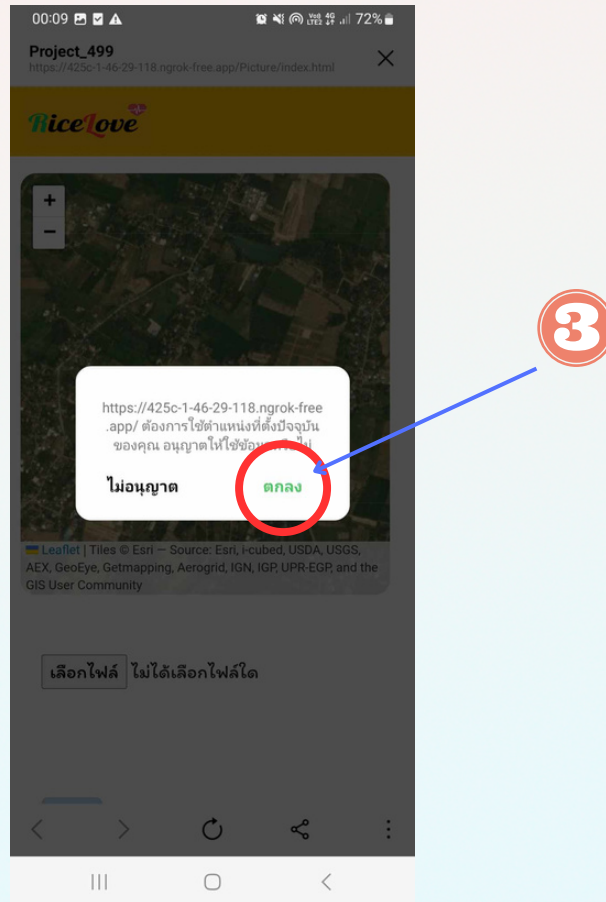 00:09 72%
Project_499
https://425c-1-46-29-118.ngrok-free.app/Picture/index.html
RiceLove
+
−
https://425c-1-46-29-118.ngrok-free
.app/ ต้องการใช้ตำแหน่งที่ตั้งปัจจุบัน
ของคุณ อนุญาตให้ใช้
ไม่อนุญาต ตกลง
3
Leaflet | Tiles © Esri — Source: Esri, i-cubed, USDA, USGS,
AEX, GeoEye, Getmapping, Aerogrid, IGN, IGP, UPR-EGP, and the
GIS User Community
เลือกไฟล์ ไม่ได้เลือกไฟล์ใด